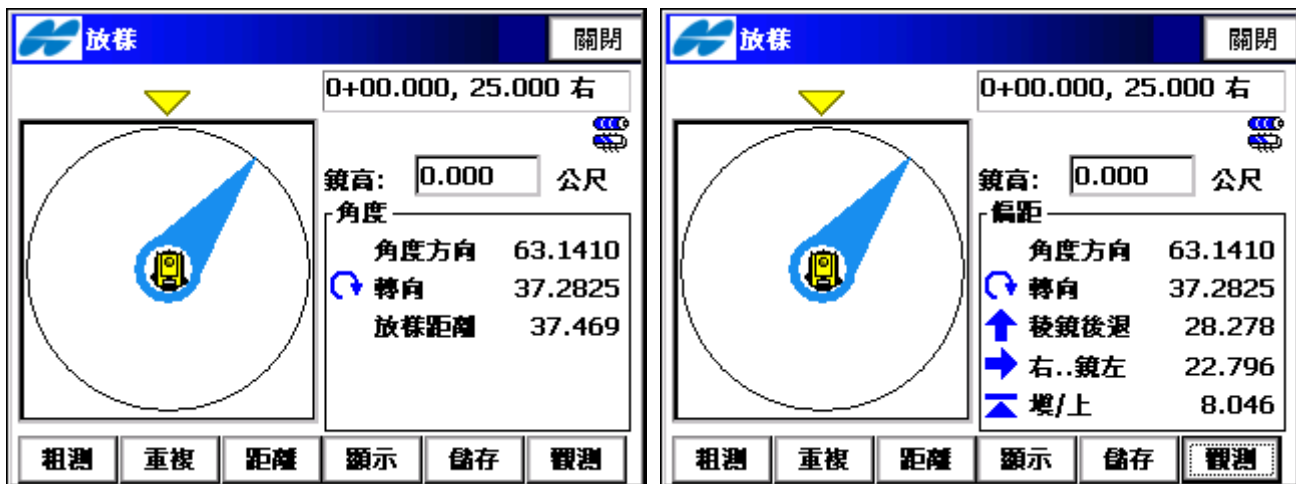 放樣
關閉
0+00.000, 25.000 右
鏡高: 0.000 公尺
角度
角度方向 63.1410
轉向 37.2825
放樣距離 37.469
粗測 重複 距離 顯示 儲存 觀測
放樣
關閉
0+00.000, 25.000 右
鏡高: 0.000 公尺
偏距
角度方向 63.1410
轉向 37.2825
稜鏡後退 28.278
右..鏡左 22.796
填/上 8.046
粗測 重複 距離 顯示 儲存 觀測